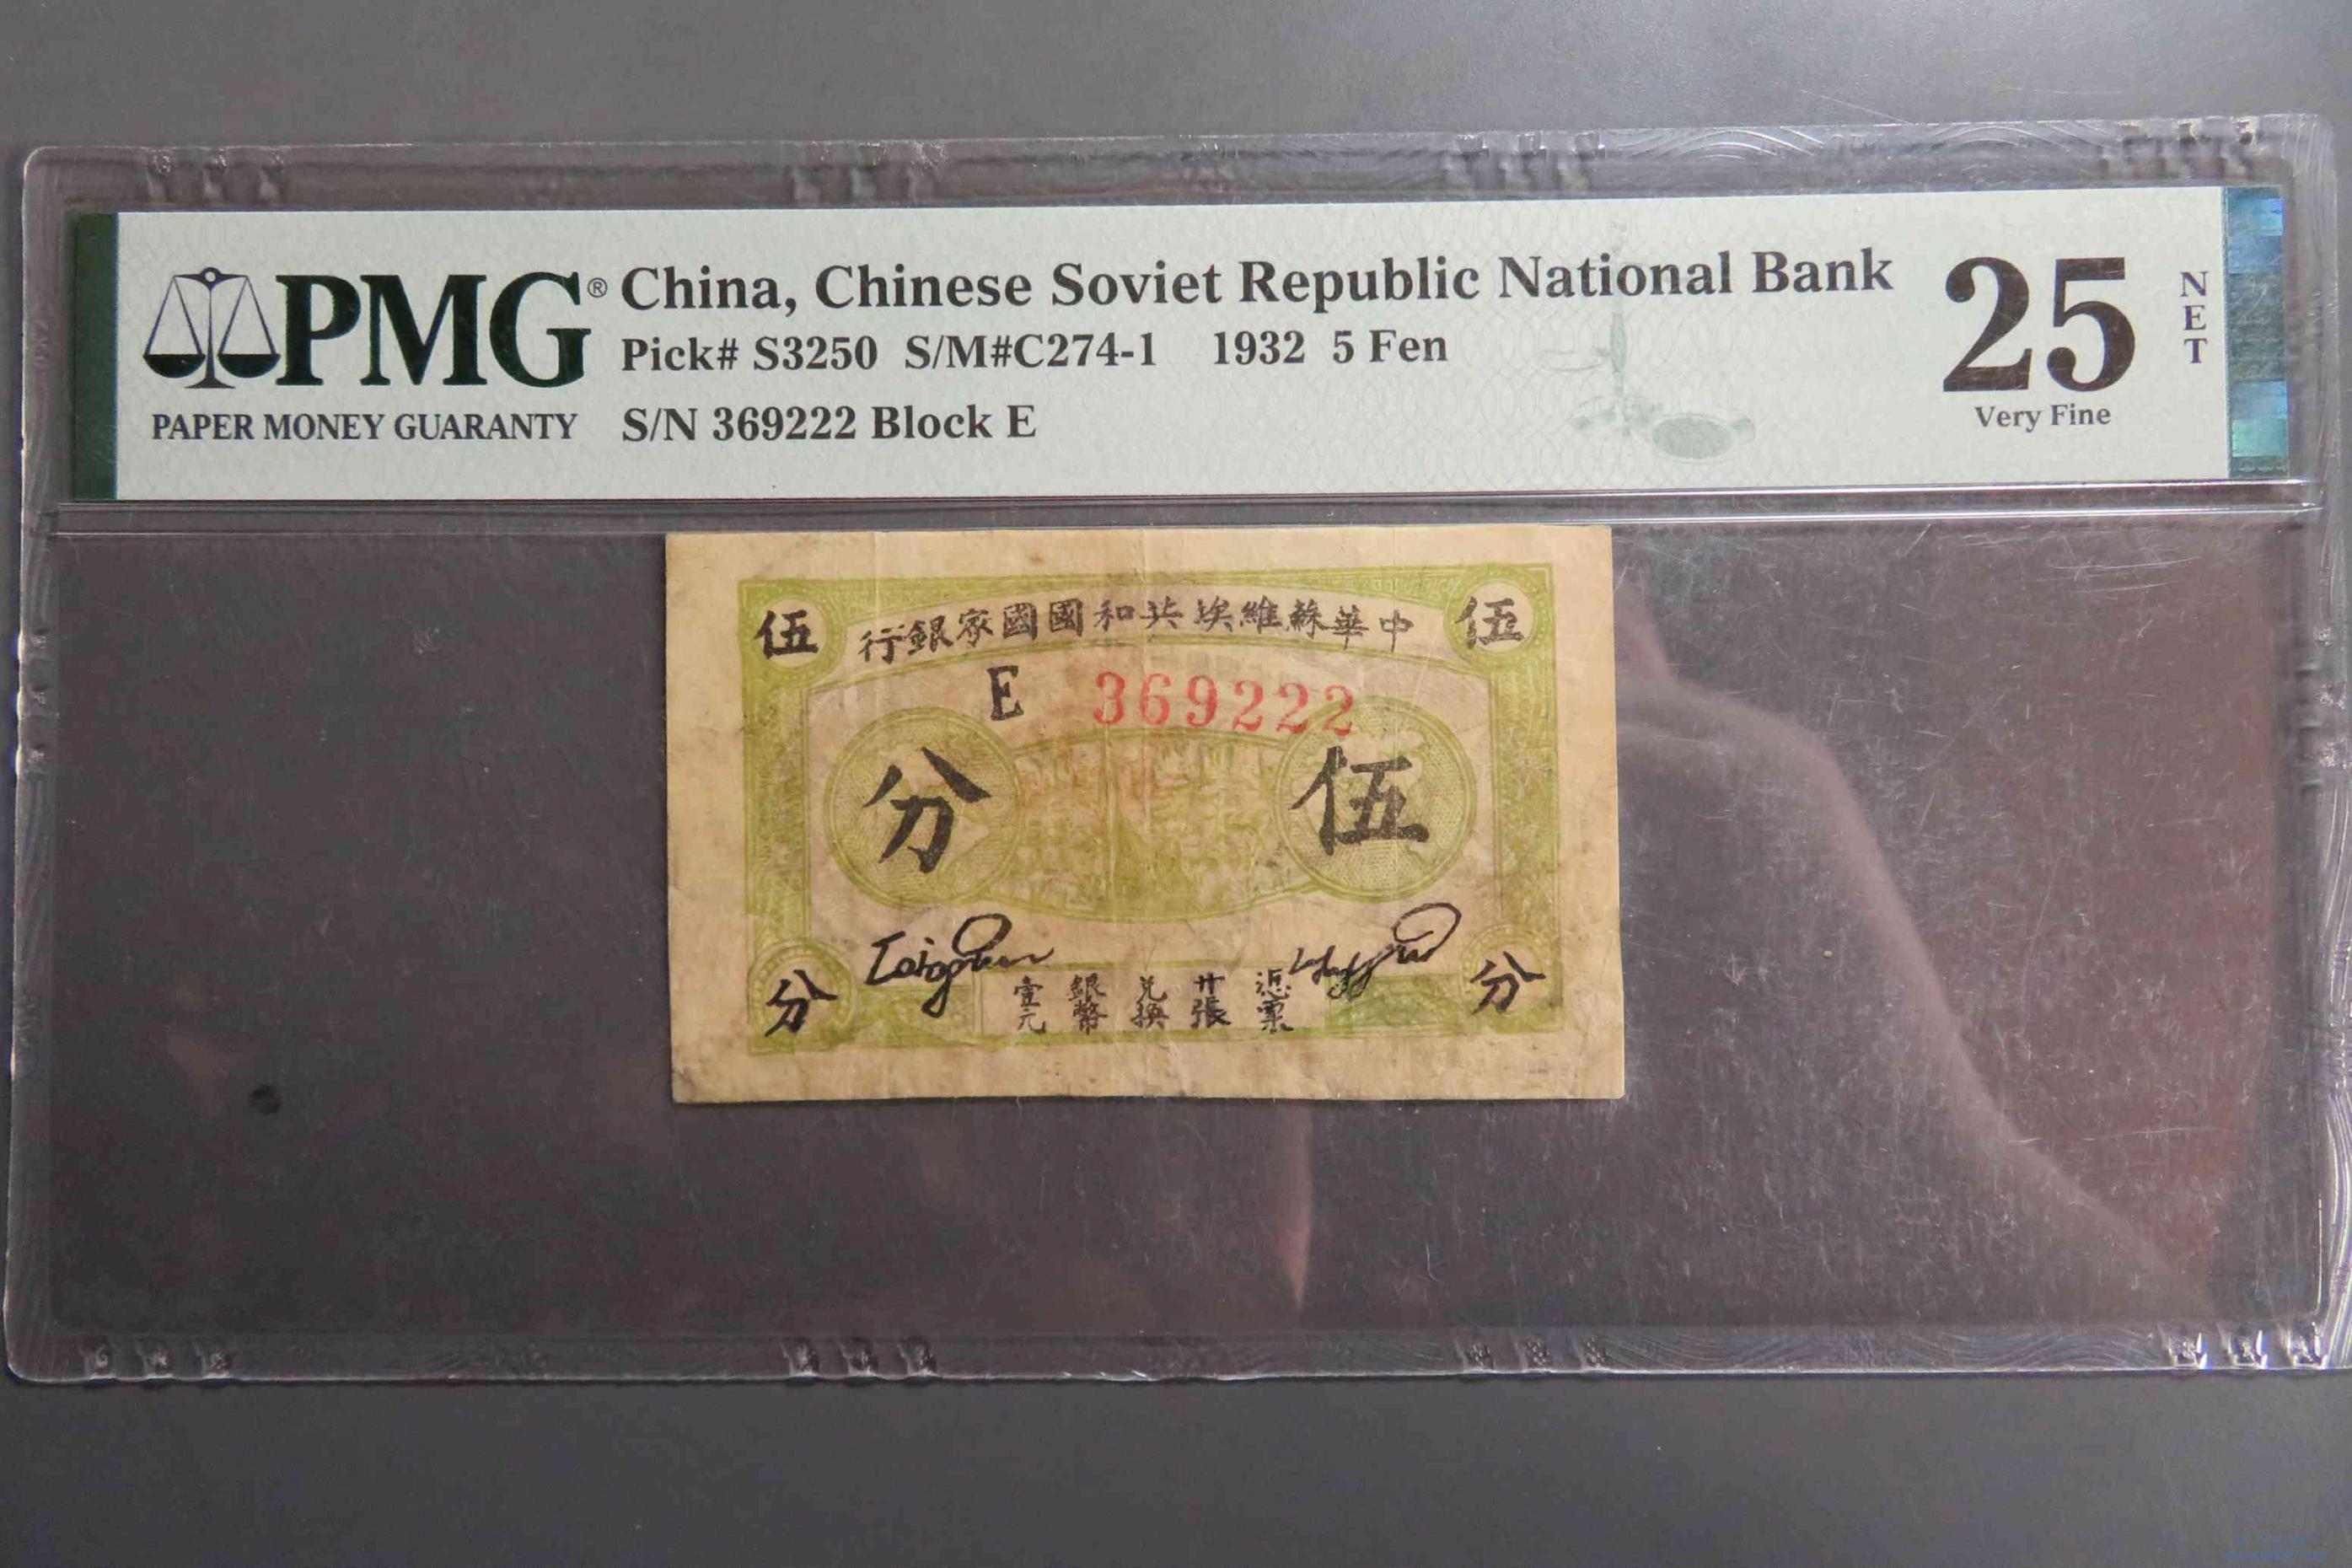 PMG® China, Chinese Soviet Republic National Bank 25 NET
Pick# S3250 S/M#C274-1 1932 5 Fen
PAPER MONEY GUARANTY S/N 369222 Block E Very Fine
伍 中華蘇維埃共和國國家銀行 伍
E 369222
伍分
分 分
憑票廿張兌換銀幣壹元